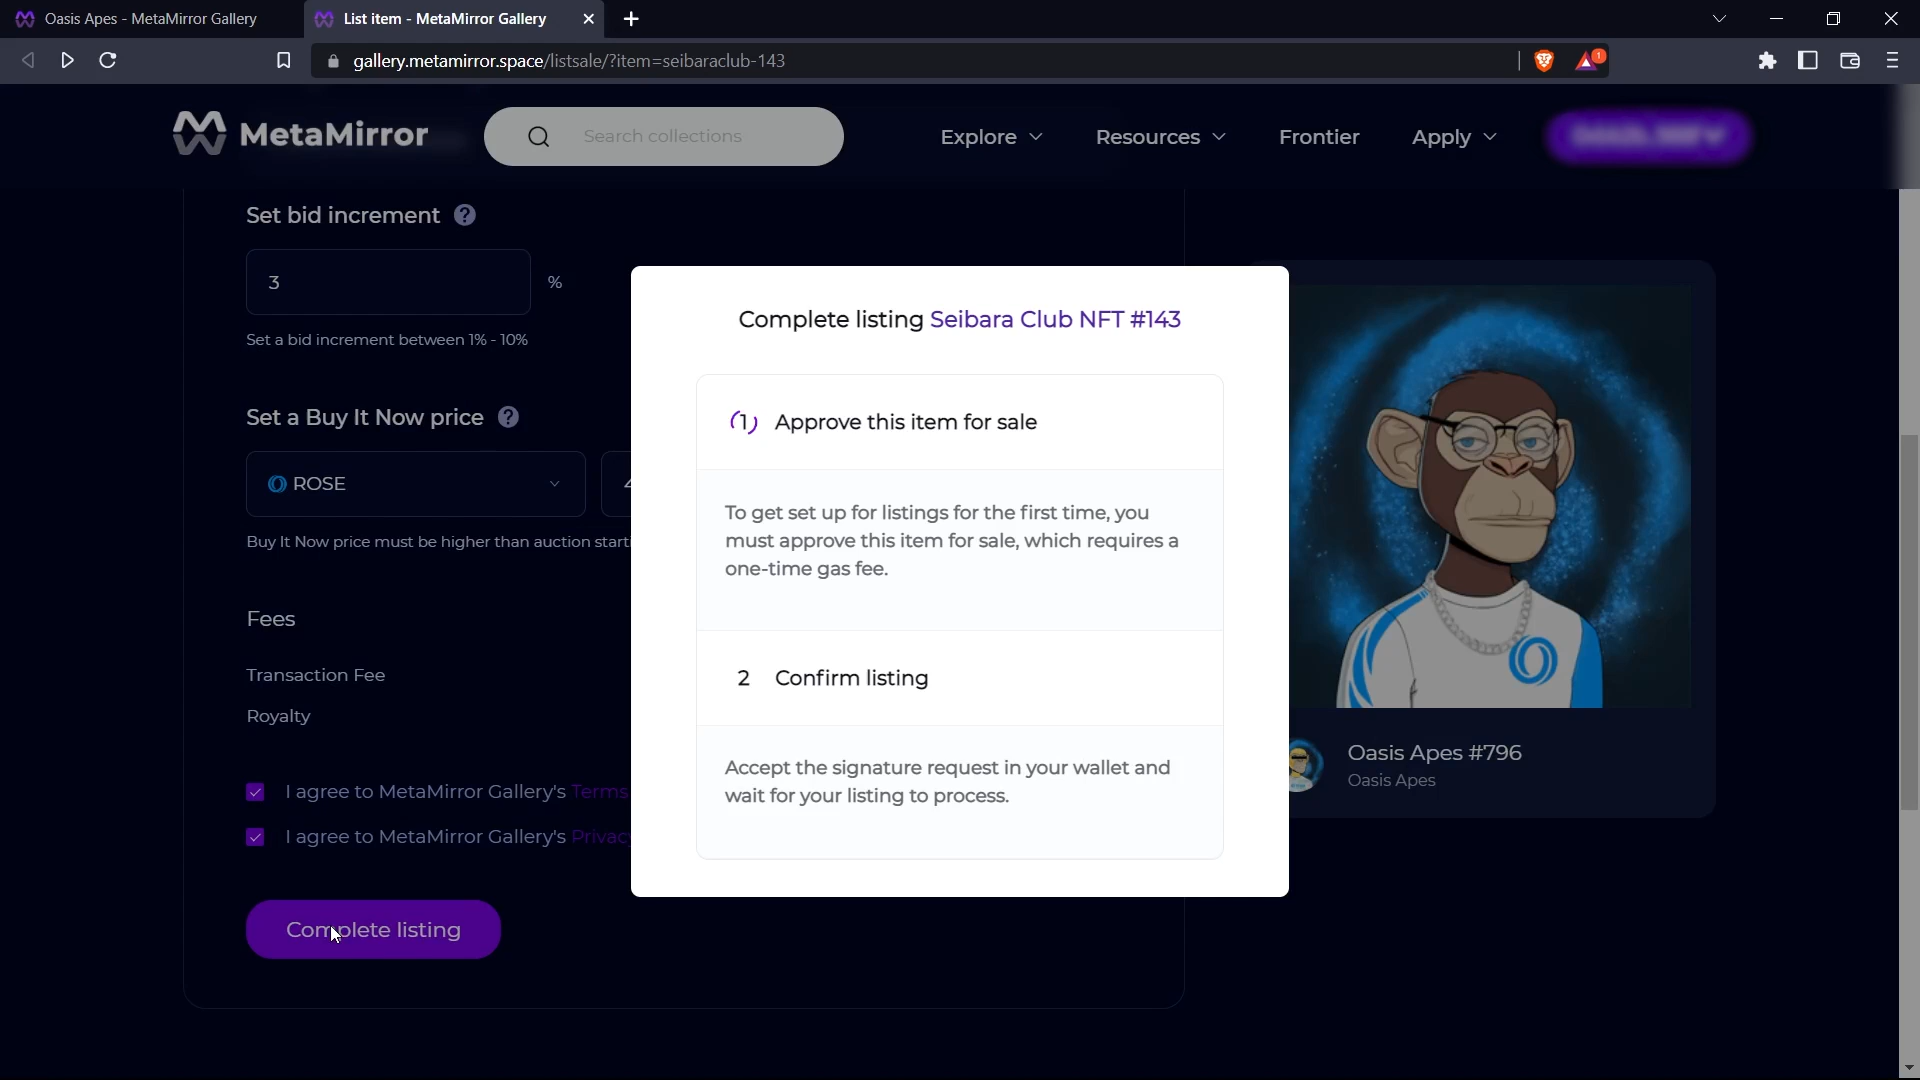 Oasis Apes - MetaMirror Gallery
List item - MetaMirror Gallery
gallery.metamirror.space/listsale/?item=seibaraclub-143
1
MetaMirror
Search collections
Explore
Resources
Frontier
Apply
Set bid increment ?
3 %
Set a bid increment between 1% - 10%
Set a Buy It Now price ?
ROSE
Buy It Now price must be higher than auction starti
Fees
Transaction Fee
Royalty
I agree to MetaMirror Gallery's Terms
I agree to MetaMirror Gallery's Privacy
Complete listing
Complete listing Seibara Club NFT #143
1 Approve this item for sale
To get set up for listings for the first time, you
must approve this item for sale, which requires a
one-time gas fee.
2 Confirm listing
Accept the signature request in your wallet and
wait for your listing to process.
Oasis Apes #796
Oasis Apes